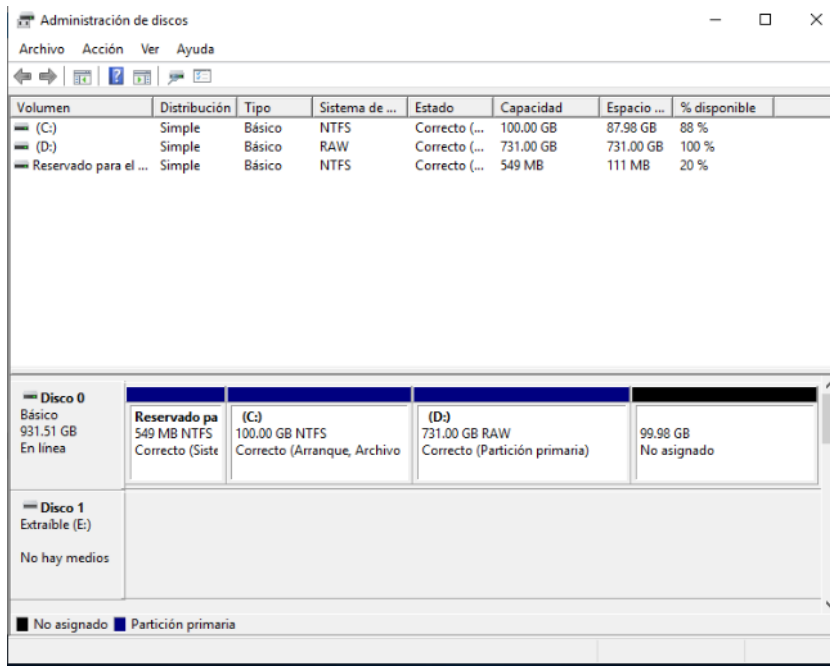 Administración de discos
Archivo Acción Ver Ayuda
Volumen Distribución Tipo Sistema de ... Estado Capacidad Espacio ... % disponible
(C:) Simple Básico NTFS Correcto (... 100.00 GB 87.98 GB 88 %
(D:) Simple Básico RAW Correcto (... 731.00 GB 731.00 GB 100 %
Reservado para el ... Simple Básico NTFS Correcto (... 549 MB 111 MB 20 %
Disco 0
Básico
931.51 GB
En línea
Reservado pa
549 MB NTFS
Correcto (Siste
(C:)
100.00 GB NTFS
Correcto (Arranque, Archivo
(D:)
731.00 GB RAW
Correcto (Partición primaria)
99.98 GB
No asignado
Disco 1
Extraíble (E:)
No hay medios
No asignado Partición primaria